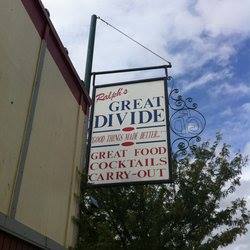 Ralph's
GREAT
DIVIDE
"GOOD THINGS MADE BETTER..."
GREAT FOOD
COCKTAILS
CARRY-OUT